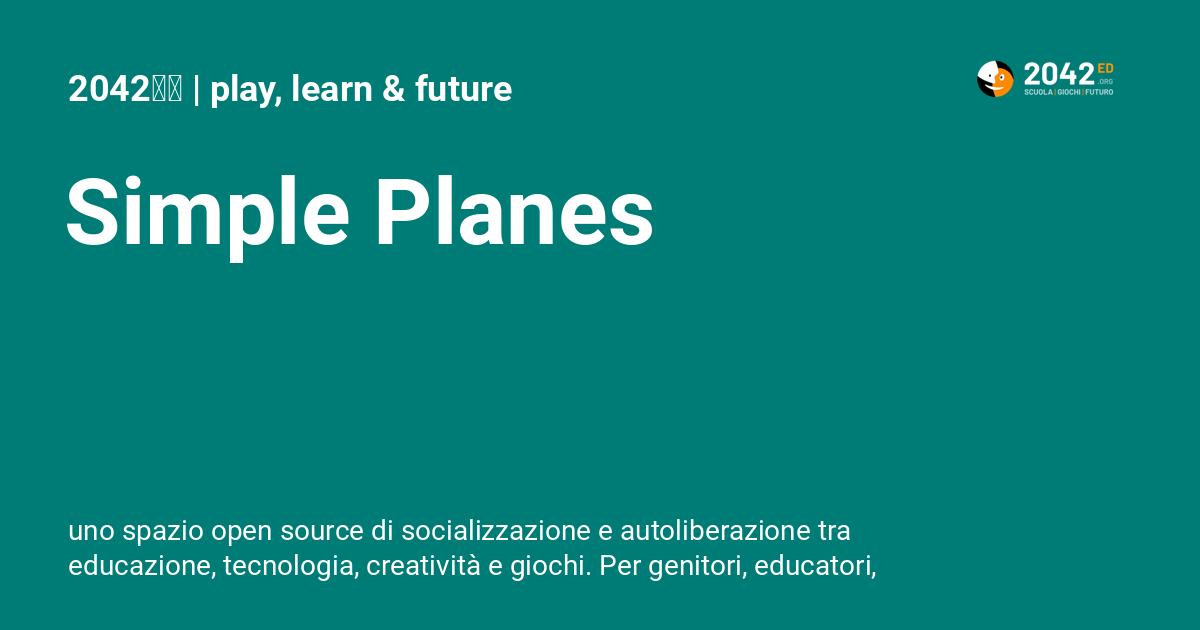 2042 | play, learn & future
2042 ED
.ORG
SCUOLA | GIOCHI | FUTURO
Simple Planes
uno spazio open source di socializzazione e autoliberazione tra
educazione, tecnologia, creatività e giochi. Per genitori, educatori,